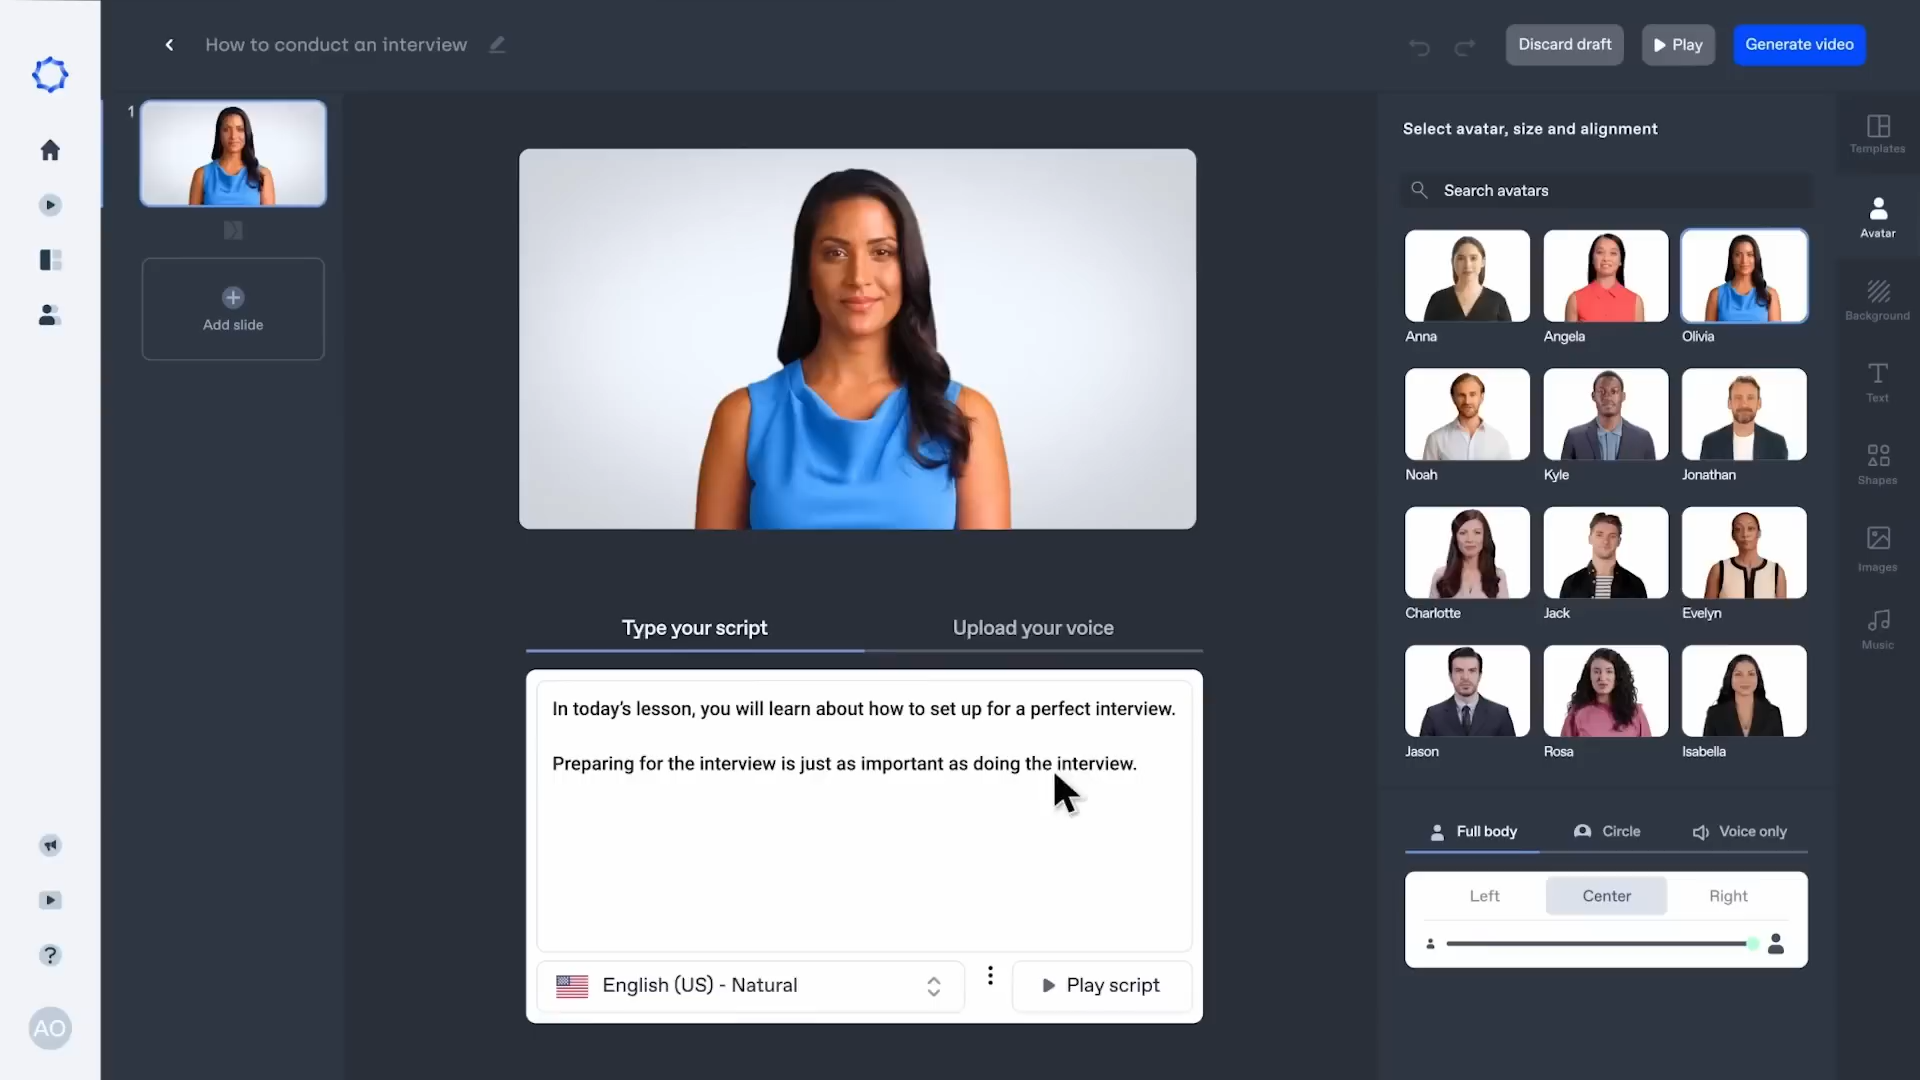 How to conduct an interview
Discard draft
Play
Generate video
1
Add slide
Type your script
Upload your voice
In today's lesson, you will learn about how to set up for a perfect interview.
Preparing for the interview is just as important as doing the interview.
English (US) - Natural
Play script
Select avatar, size and alignment
Search avatars
Anna
Angela
Olivia
Noah
Kyle
Jonathan
Charlotte
Jack
Evelyn
Jason
Rosa
Isabella
Full body
Circle
Voice only
Left
Center
Right
Templates
Avatar
Background
Text
Shapes
Images
Music
?
AO